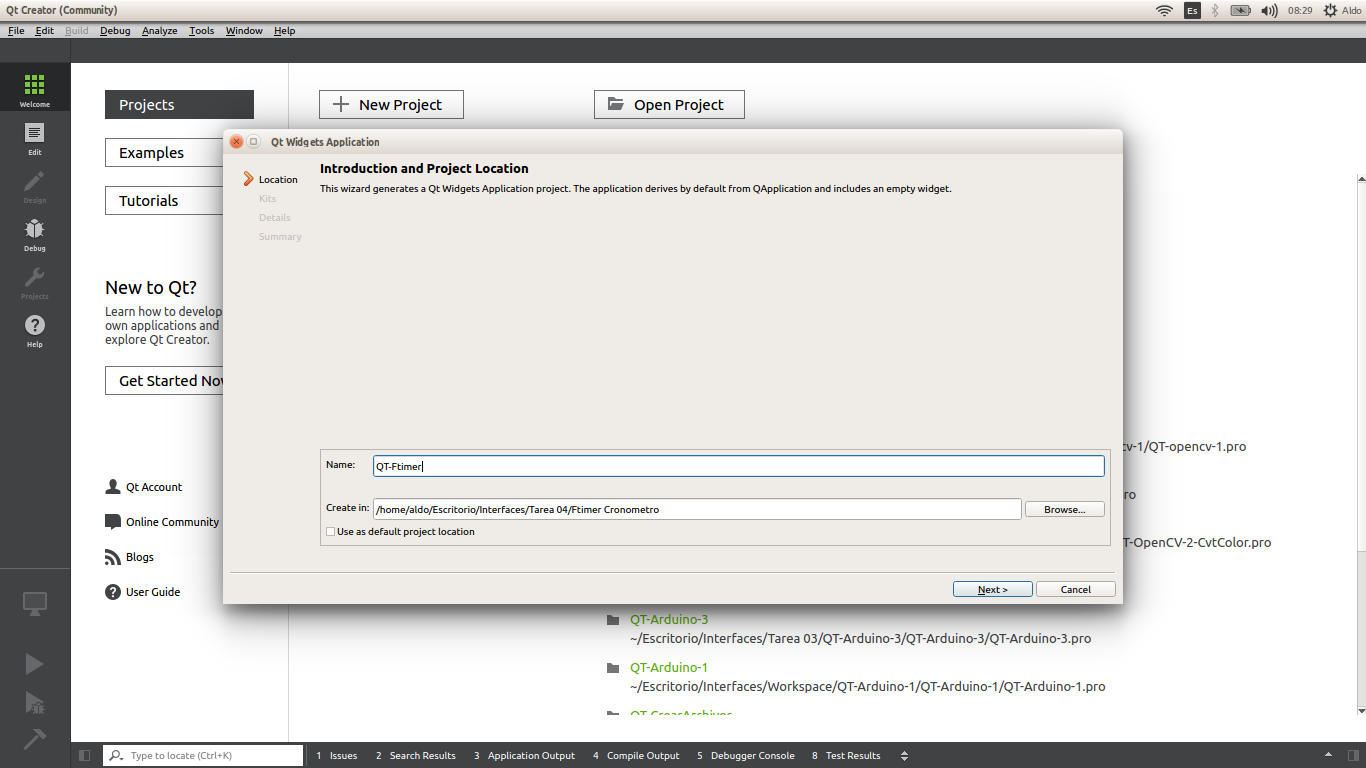 Qt Creator (Community)
Es
08:29
Aldo
File Edit Build Debug Analyze Tools Window Help
Welcome
Edit
Design
Debug
Projects
Help
Projects
Examples
Tutorials
New to Qt?
Learn how to develop
own applications and
explore Qt Creator.
Get Started Now
Qt Account
Online Community
Blogs
User Guide
New Project
Open Project
Qt Widgets Application
Location
Kits
Details
Summary
Introduction and Project Location
This wizard generates a Qt Widgets Application project. The application derives by default from QApplication and includes an empty widget.
Name: QT-Ftimer
Create in: /home/aldo/Escritorio/Interfaces/Tarea 04/Ftimer Cronometro
Browse...
Use as default project location
Next >
Cancel
cv-1/QT-opencv-1.pro
ro
T-OpenCV-2-CvtColor.pro
QT-Arduino-3
~/Escritorio/Interfaces/Tarea 03/QT-Arduino-3/QT-Arduino-3/QT-Arduino-3.pro
QT-Arduino-1
~/Escritorio/Interfaces/Workspace/QT-Arduino-1/QT-Arduino-1/QT-Arduino-1.pro
QT-CrearArchivos
Type to locate (Ctrl+K)
1 Issues
2 Search Results
3 Application Output
4 Compile Output
5 Debugger Console
8 Test Results